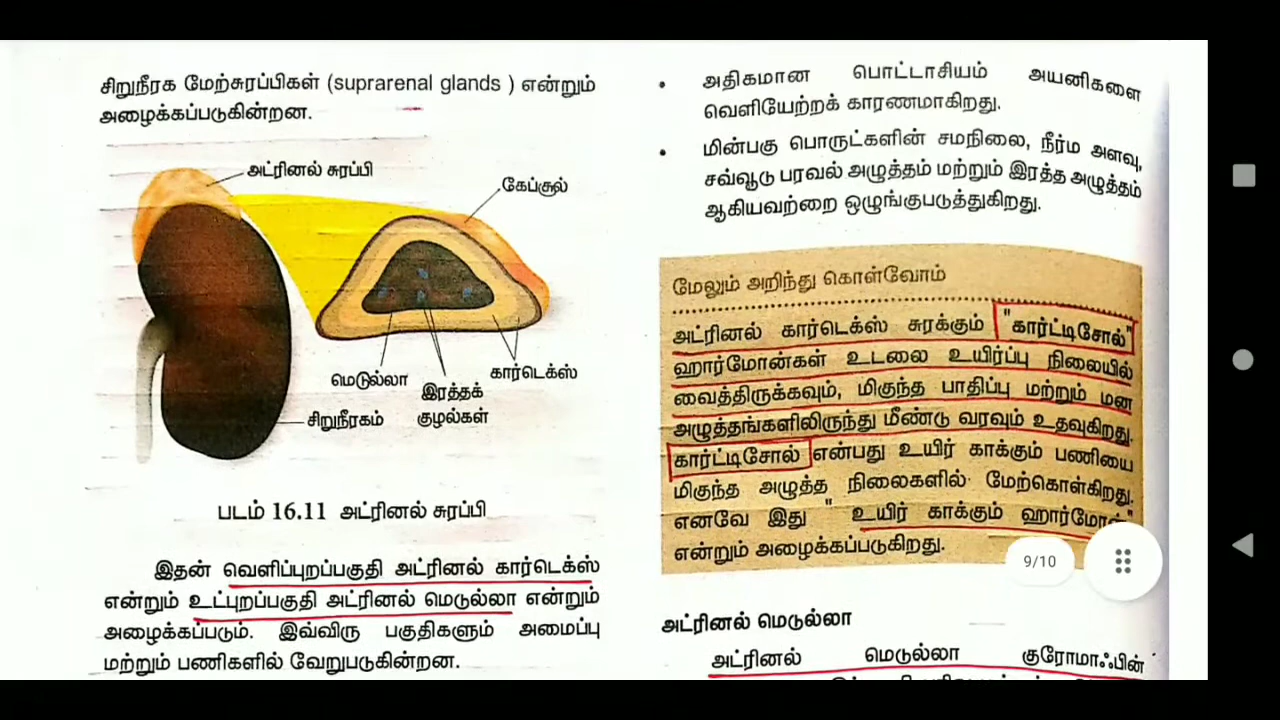 சிறுநீரக மேற்சுரப்பிகள் (suprarenal glands ) என்றும்
அழைக்கப்படுகின்றன.
அட்ரினல் சுரப்பி
கேப்சூல்
மெடுல்லா
இரத்தக்
குழல்கள்
கார்டெக்ஸ்
சிறுநீரகம்
படம் 16.11 அட்ரினல் சுரப்பி
இதன் வெளிப்புறப்பகுதி அட்ரினல் கார்டெக்ஸ்
என்றும் உட்புறப்பகுதி அட்ரினல் மெடுல்லா என்றும்
அழைக்கப்படும். இவ்விரு பகுதிகளும் அமைப்பு
மற்றும் பணிகளில் வேறுபடுகின்றன.
• அதிகமான பொட்டாசியம் அயனிகளை
வெளியேற்றக் காரணமாகிறது.
• மின்பகு பொருட்களின் சமநிலை, நீர்ம அளவு,
சவ்வூடு பரவல் அழுத்தம் மற்றும் இரத்த அழுத்தம்
ஆகியவற்றை ஒழுங்குபடுத்துகிறது.
மேலும் அறிந்து கொள்வோம்
அட்ரினல் கார்டெக்ஸ் சுரக்கும் "கார்ட்டிசோல்"
ஹார்மோன்கள் உடலை உயிர்ப்பு நிலையில்
வைத்திருக்கவும், மிகுந்த பாதிப்பு மற்றும் மன
அழுத்தங்களிலிருந்து மீண்டு வரவும் உதவுகிறது.
கார்ட்டிசோல் என்பது உயிர் காக்கும் பணியை
மிகுந்த அழுத்த நிலைகளில் மேற்கொள்கிறது.
எனவே இது " உயிர் காக்கும் ஹார்மோன்"
என்றும் அழைக்கப்படுகிறது.
9/10
அட்ரினல் மெடுல்லா
அட்ரினல் மெடுல்லா குரோமாஃபின்